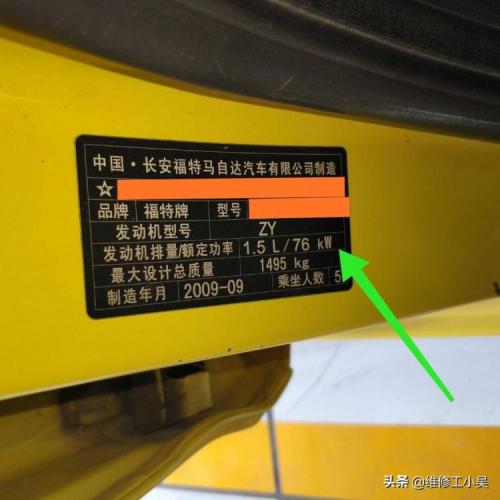 中国·长安福特马自达汽车有限公司制造
☆
品牌 福特牌 型号
发动机型号 ZY
发动机排量/额定功率 1.5 L/76 kW
最大设计总质量 1495 kg
制造年月 2009-09 乘坐人数 5
头条 @维修工小吴